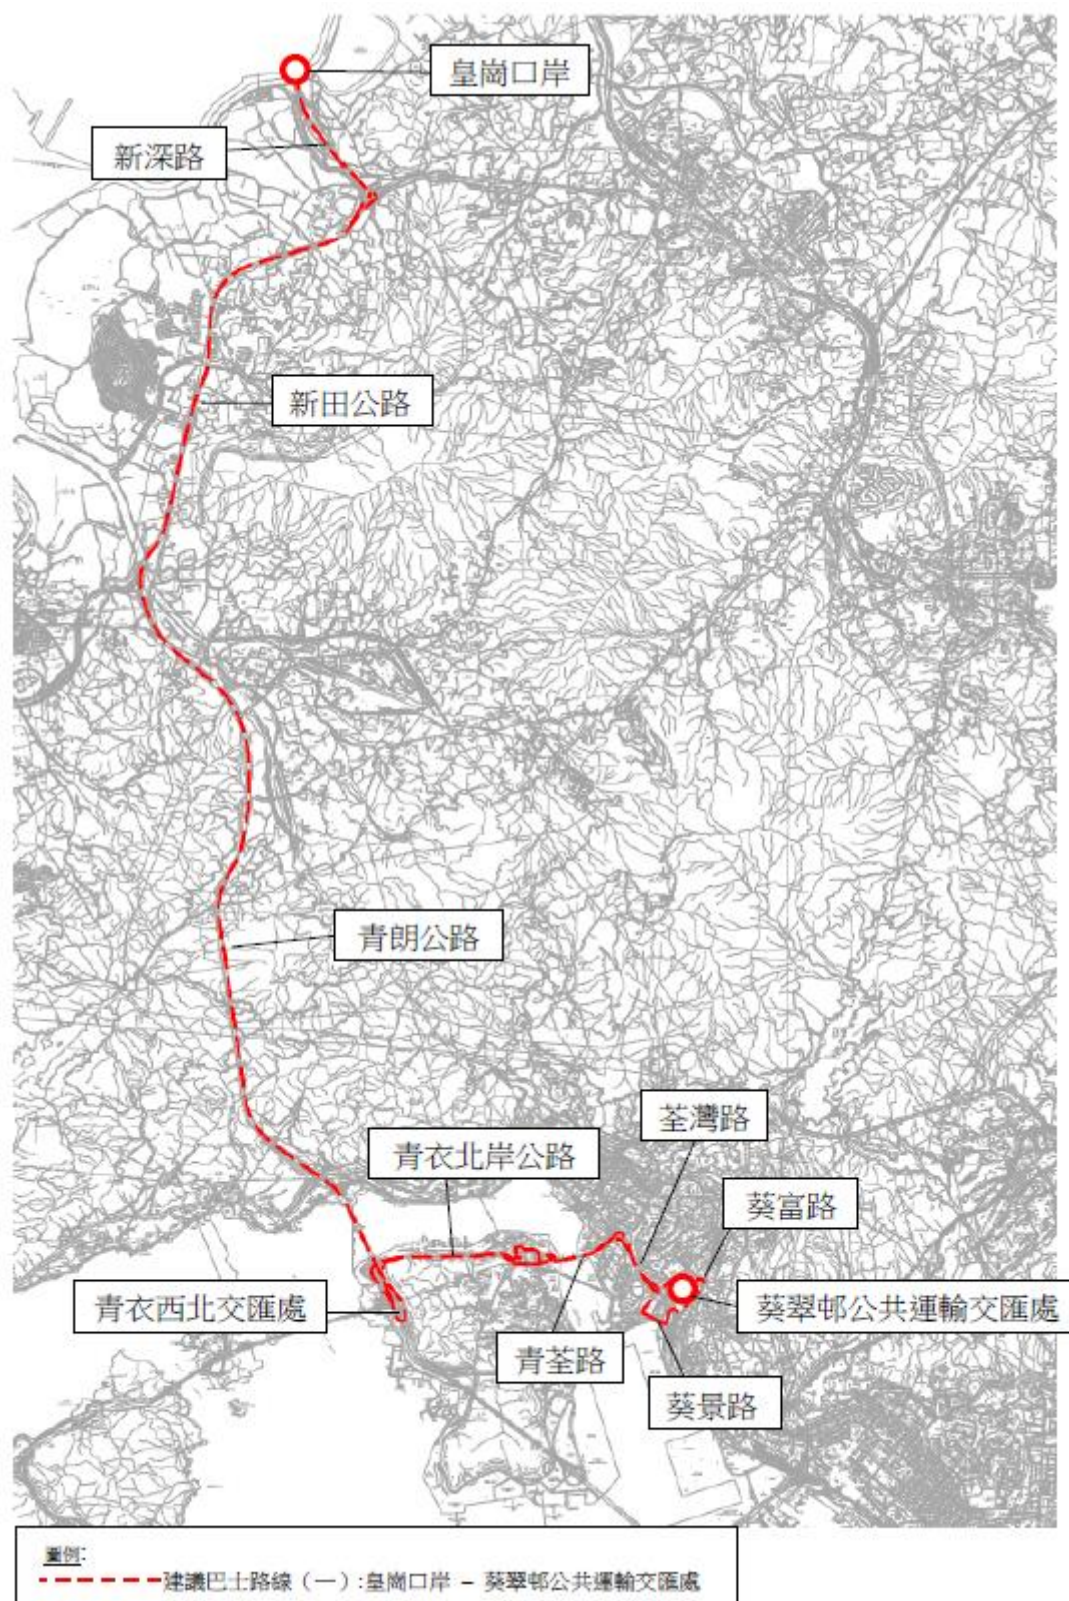 皇崗口岸
新深路
新田公路
青朗公路
荃灣路
青衣北岸公路
葵富路
青衣西北交匯處
葵翠邨公共運輸交匯處
青荃路
葵景路
圖例:
建議巴士路線（一）:皇崗口岸 – 葵翠邨公共運輸交匯處